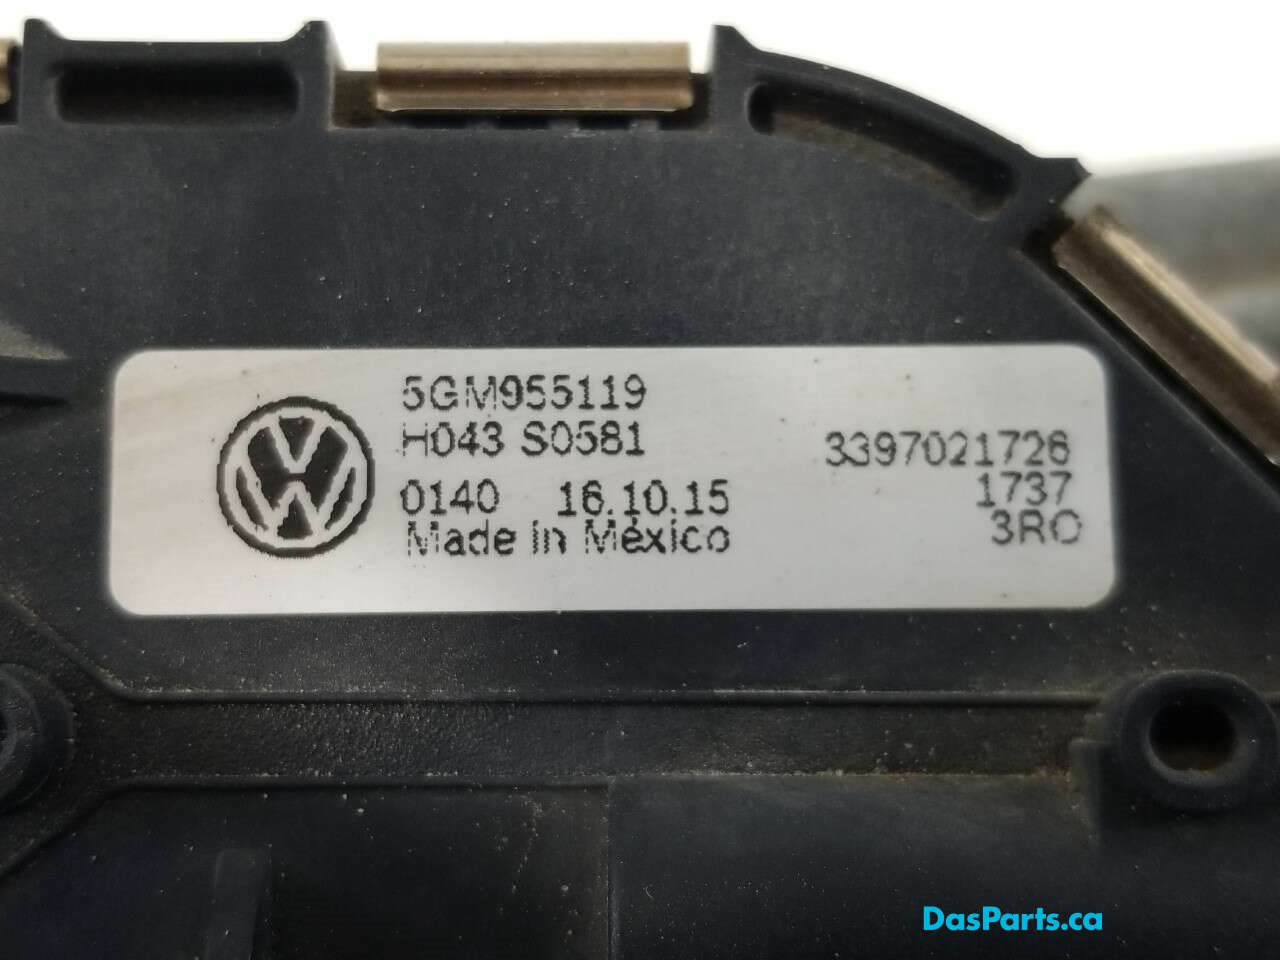 5GM955119
H043 S0581
0140 16.10.15
Made in México
3397021726
1737
3RO
DasParts.ca